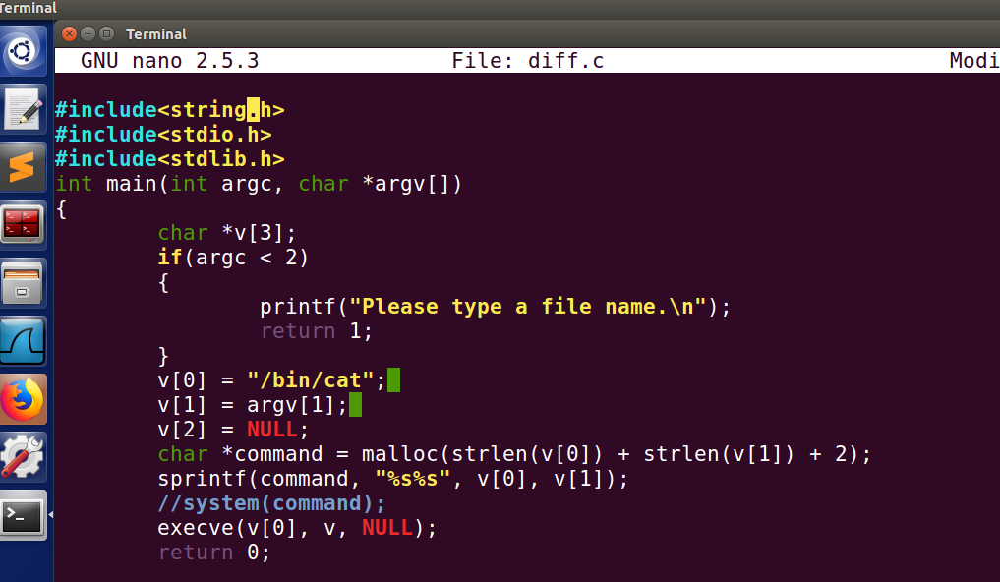 Terminal
Terminal
GNU nano 2.5.3 File: diff.c Modi
#include<string.h>
#include<stdio.h>
#include<stdlib.h>
int main(int argc, char *argv[])
{
char *v[3];
if(argc < 2)
{
printf("Please type a file name.\n");
return 1;
}
v[0] = "/bin/cat";
v[1] = argv[1];
v[2] = NULL;
char *command = malloc(strlen(v[0]) + strlen(v[1]) + 2);
sprintf(command, "%s%s", v[0], v[1]);
//system(command);
execve(v[0], v, NULL);
return 0;